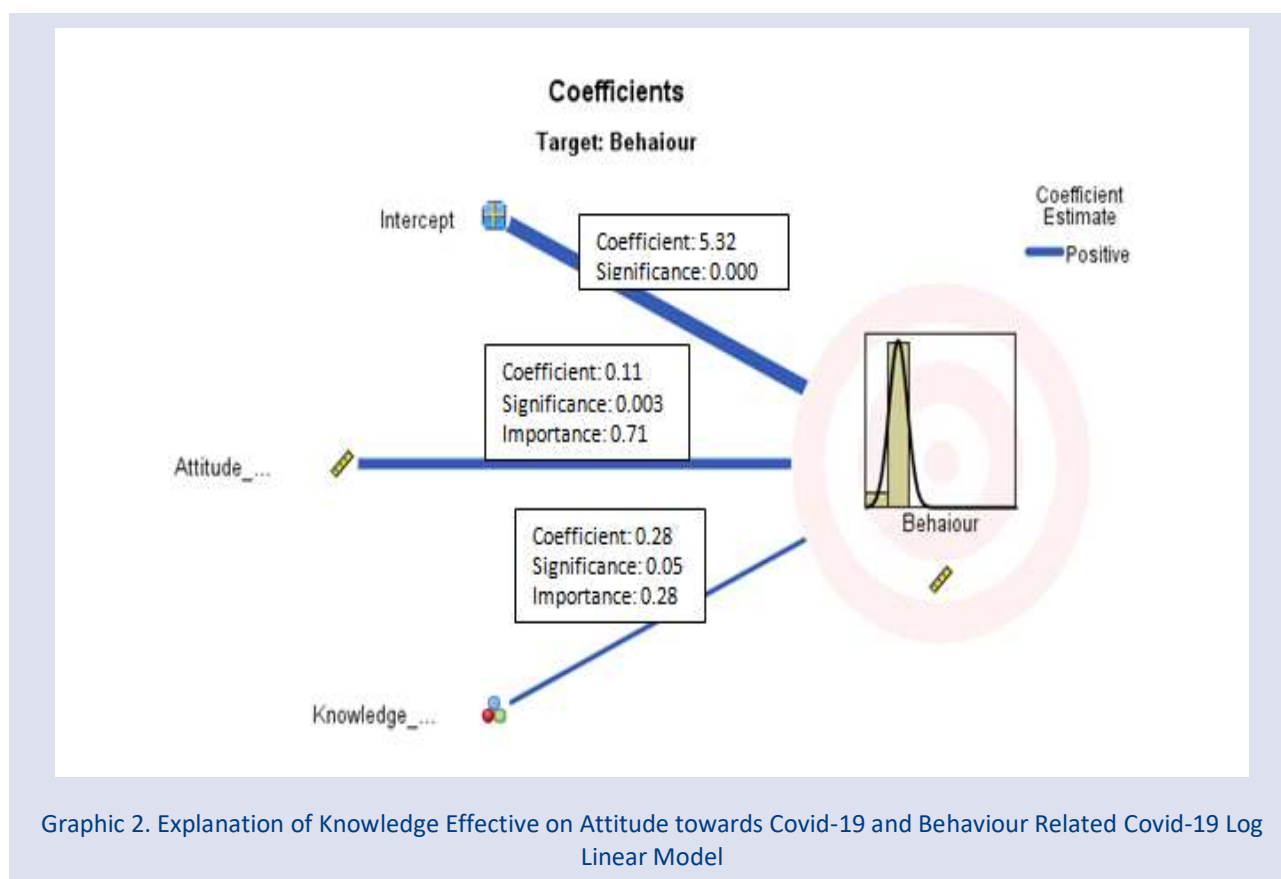 Coefficients
Target: Behaiour
Intercept
Coefficient: 5.32
Significance: 0.000
Coefficient Estimate
Positive
Coefficient: 0.11
Significance: 0.003
Importance: 0.71
Attitude_...
Behaiour
Coefficient: 0.28
Significance: 0.05
Importance: 0.28
Knowledge_...
Graphic 2. Explanation of Knowledge Effective on Attitude towards Covid-19 and Behaviour Related Covid-19 Log
Linear Model